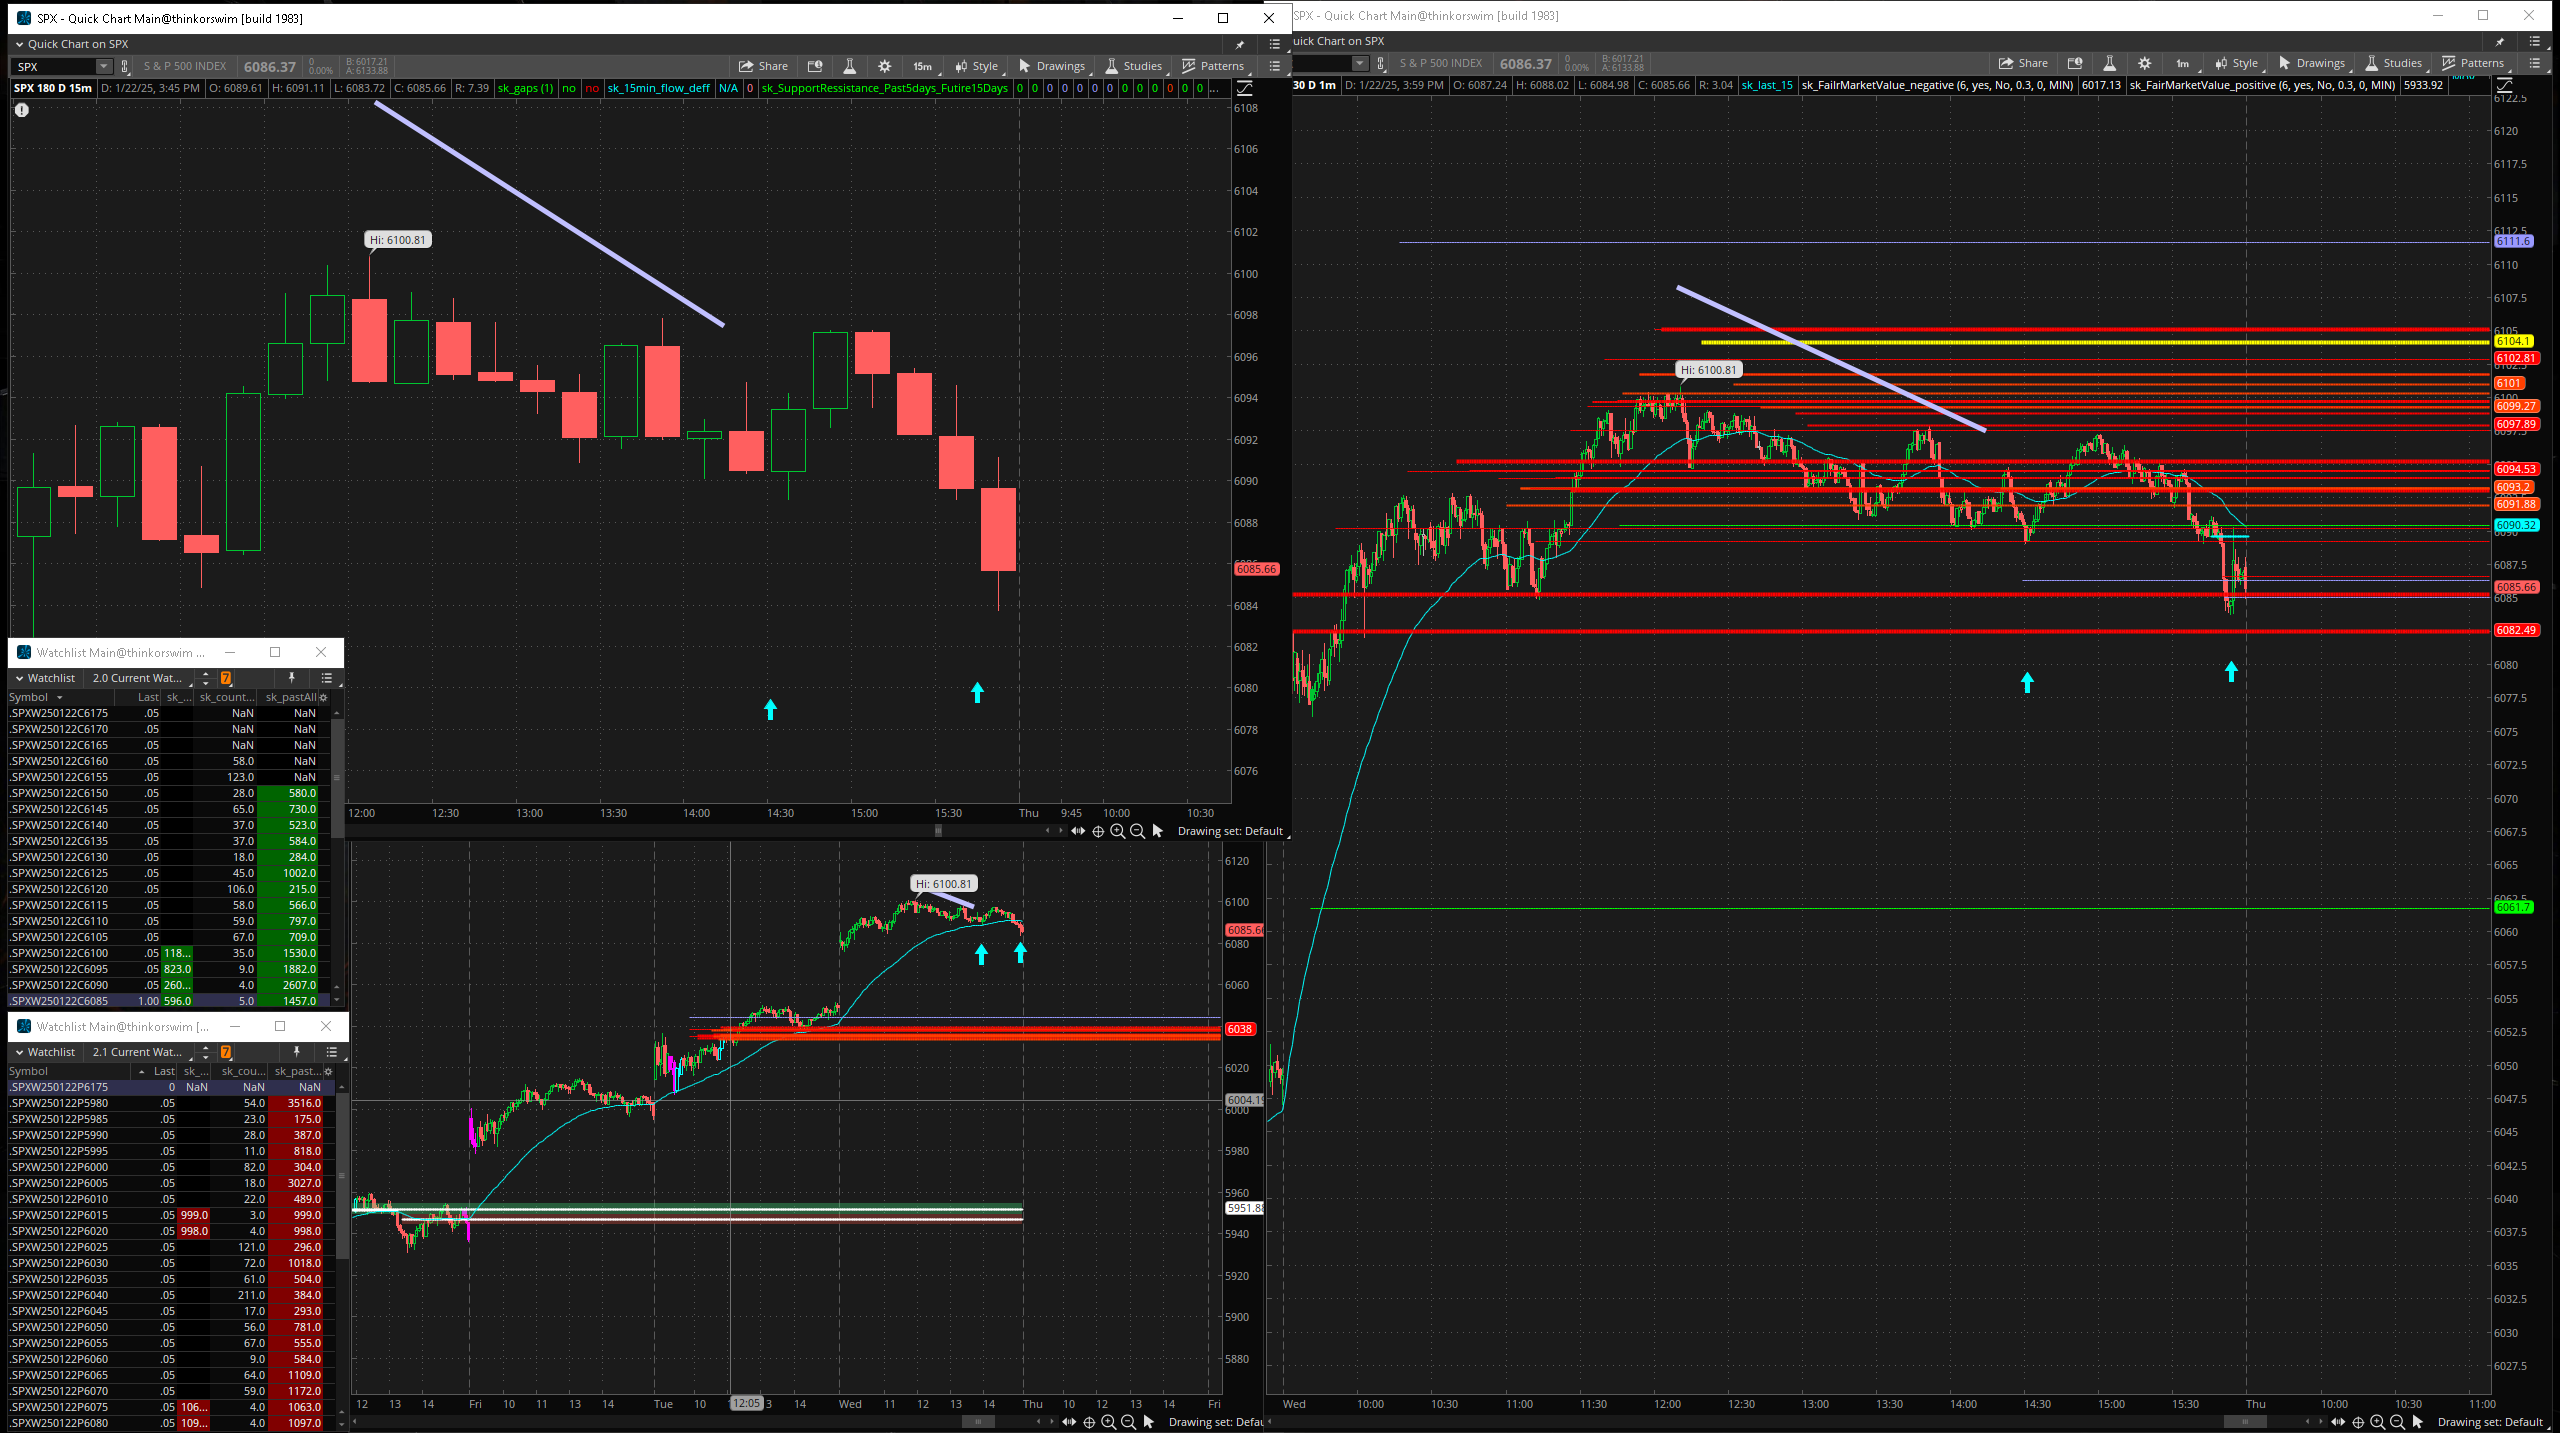 SPX - Quick Chart Main@thinkorswim [build 1983]
Quick Chart on SPX
SPX S & P 500 INDEX 6086.37 0 0.00% B: 6017.21 A: 6133.88 Share 15m Style Drawings Studies Patterns
SPX 180 D 15m D: 1/22/25, 3:45 PM O: 6089.61 H: 6091.11 L: 6083.72 C: 6085.66 R: 7.39 sk_gaps (1) no no sk_15min_flow_deff N/A 0 sk_SupportRessistance_Past5days_Futire15Days 0 0 0 0 0 0 0 0 0 0 0 0 0 ...
Hi: 6100.81
6108
6106
6104
6102
6100
6098
6096
6094
6092
6090
6088
6085.66
6084
6082
6080
6078
6076
12:00 12:30 13:00 13:30 14:00 14:30 15:00 15:30 Thu 9:45 10:00 10:30
Drawing set: Default
Watchlist Main@thinkorswim ...
Watchlist 2.0 Current Wat... 7
Symbol Last sk_... sk_count... sk_pastAll
.SPXW250122C6175 .05 NaN NaN
.SPXW250122C6170 .05 NaN NaN
.SPXW250122C6165 .05 NaN NaN
.SPXW250122C6160 .05 58.0 NaN
.SPXW250122C6155 .05 123.0 NaN
.SPXW250122C6150 .05 28.0 580.0
.SPXW250122C6145 .05 65.0 730.0
.SPXW250122C6140 .05 37.0 523.0
.SPXW250122C6135 .05 37.0 584.0
.SPXW250122C6130 .05 18.0 284.0
.SPXW250122C6125 .05 45.0 1002.0
.SPXW250122C6120 .05 106.0 215.0
.SPXW250122C6115 .05 58.0 566.0
.SPXW250122C6110 .05 59.0 797.0
.SPXW250122C6105 .05 67.0 709.0
.SPXW250122C6100 .05 118... 35.0 1530.0
.SPXW250122C6095 .05 823.0 9.0 1882.0
.SPXW250122C6090 .05 260... 4.0 2607.0
.SPXW250122C6085 1.00 596.0 5.0 1457.0
Watchlist Main@thinkorswim [...
Watchlist 2.1 Current Wat... 7
Symbol Last sk_... sk_cou... sk_past...
.SPXW250122P6175 0 NaN NaN NaN
.SPXW250122P5980 .05 54.0 3516.0
.SPXW250122P5985 .05 23.0 175.0
.SPXW250122P5990 .05 28.0 387.0
.SPXW250122P5995 .05 11.0 818.0
.SPXW250122P6000 .05 82.0 304.0
.SPXW250122P6005 .05 18.0 3027.0
.SPXW250122P6010 .05 22.0 489.0
.SPXW250122P6015 .05 999.0 3.0 999.0
.SPXW250122P6020 .05 998.0 4.0 998.0
.SPXW250122P6025 .05 121.0 296.0
.SPXW250122P6030 .05 72.0 1018.0
.SPXW250122P6035 .05 61.0 504.0
.SPXW250122P6040 .05 211.0 384.0
.SPXW250122P6045 .05 17.0 293.0
.SPXW250122P6050 .05 56.0 781.0
.SPXW250122P6055 .05 67.0 555.0
.SPXW250122P6060 .05 9.0 584.0
.SPXW250122P6065 .05 64.0 1109.0
.SPXW250122P6070 .05 59.0 1172.0
.SPXW250122P6075 .05 106... 4.0 1063.0
.SPXW250122P6080 .05 109... 4.0 1097.0
Hi: 6100.81
6120
6100
6085.66
6080
6060
6038
6020
6004.19
6000
5980
5960
5951.88
5940
5920
5900
5880
12 13 14 Fri 10 11 13 14 Tue 10 12:05 3 14 Wed 11 12 13 14 Thu 10 12 13 14 Fri
Drawing set: Defau
SPX - Quick Chart Main@thinkorswim [build 1983]
uick Chart on SPX
S & P 500 INDEX 6086.37 0 0.00% B: 6017.21 A: 6133.88 Share 1m Style Drawings Studies Patterns
30 D 1m D: 1/22/25, 3:59 PM O: 6087.24 H: 6088.02 L: 6084.98 C: 6085.66 R: 3.04 sk_last_15 sk_FailrMarketValue_negative (6, yes, No, 0.3, 0, MIN) 6017.13 sk_FairMarketValue_positive (6, yes, No, 0.3, 0, MIN) 5933.92
Hi: 6100.81
6122.5
6120
6117.5
6115
6112.5
6111.6
6110
6107.5
6105
6104.1
6102.81
6102.5
6101
6100
6099.27
6097.89
6097.5
6094.53
6093.2
6091.88
6090.32
6090
6087.5
6085.66
6085
6082.49
6080
6077.5
6075
6072.5
6070
6067.5
6065
6062.5
6061.7
6060
6057.5
6055
6052.5
6050
6047.5
6045
6042.5
6040
6037.5
6035
6032.5
6030
6027.5
Wed 10:00 10:30 11:00 11:30 12:00 12:30 13:00 13:30 14:00 14:30 15:00 15:30 Thu 10:00 10:30 11:00
Drawing set: Default